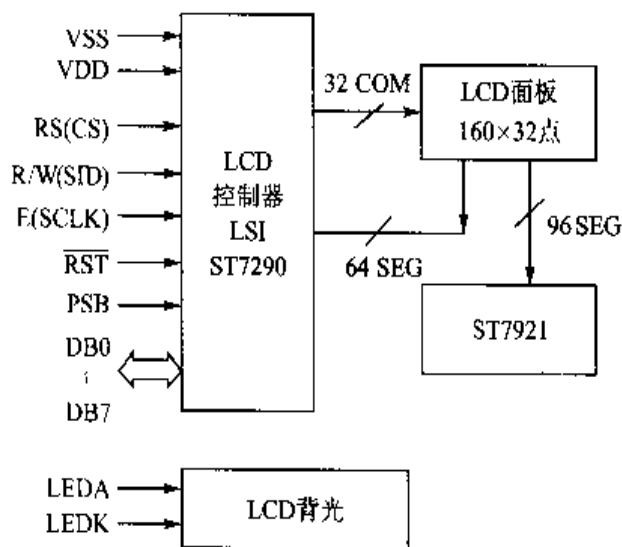 VSS
VDD
RS(CS)
R/W(SID)
E(SCLK)
RST
PSB
DB0
DB7
LCD
控制器
LSI
ST7290
32 COM
64 SEG
LCD面板
160×32点
96 SEG
ST7921
LEDA
LEDK
LCD背光